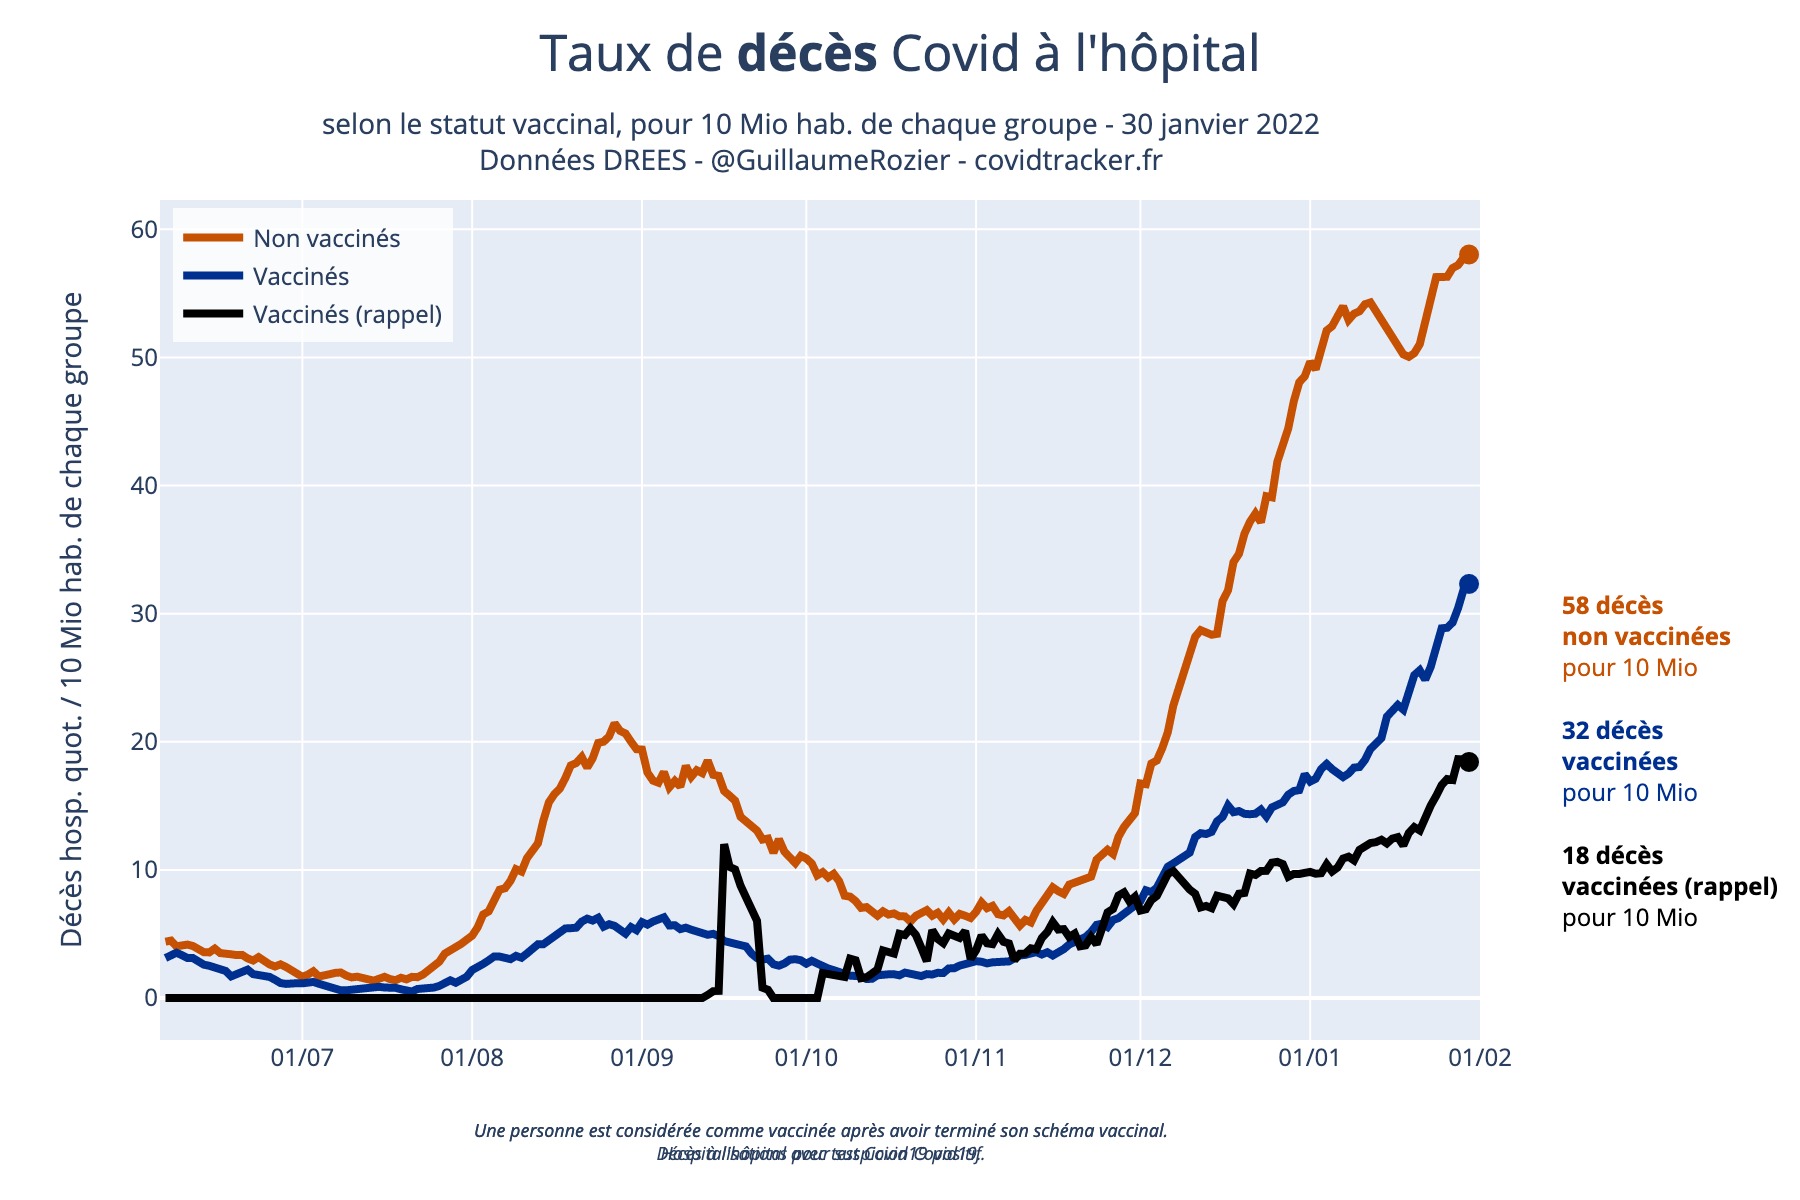 Taux de décès Covid à l'hôpital
selon le statut vaccinal, pour 10 Mio hab. de chaque groupe - 30 janvier 2022
Données DREES - @GuillaumeRozier - covidtracker.fr
Non vaccinés
Vaccinés
Vaccinés (rappel)
Décès hosp. quot. / 10 Mio hab. de chaque groupe
60
50
40
30
20
10
0
01/07
01/08
01/09
01/10
01/11
01/12
01/01
01/02
58 décès
non vaccinées
pour 10 Mio
32 décès
vaccinées
pour 10 Mio
18 décès
vaccinées (rappel)
pour 10 Mio
Une personne est considérée comme vaccinée après avoir terminé son schéma vaccinal.